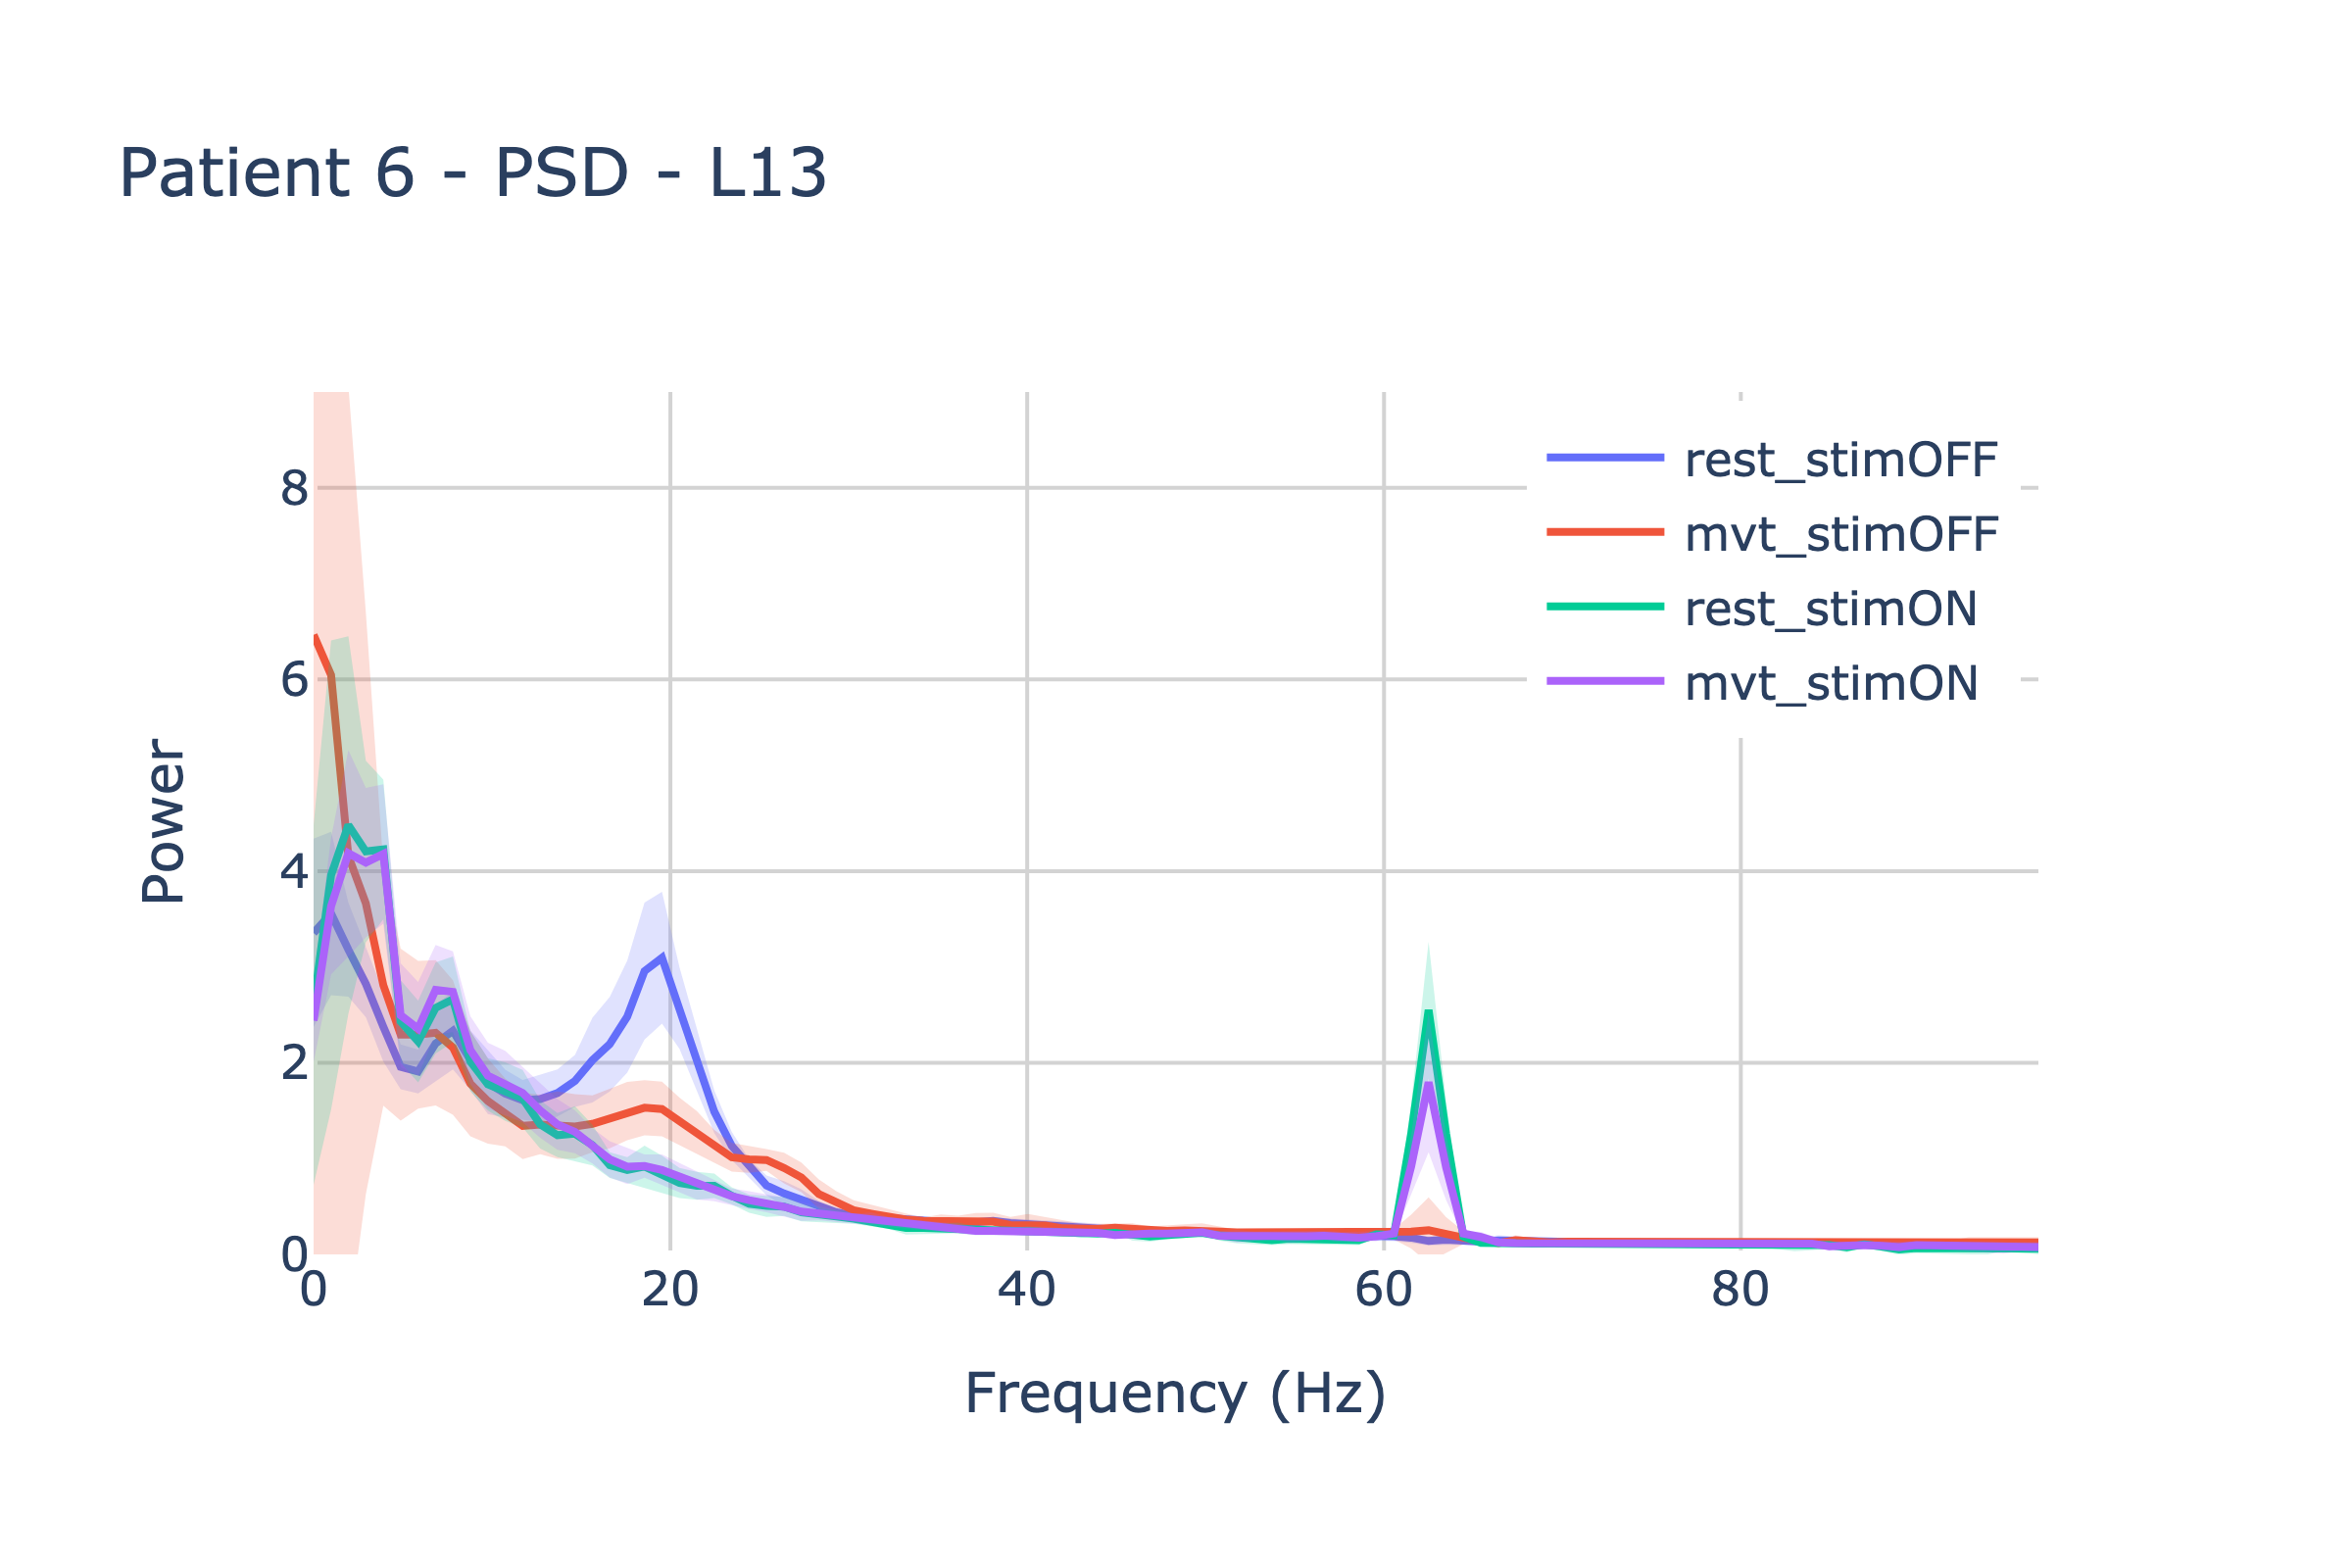 Patient 6 - PSD - L13
rest_stimOFF
mvt_stimOFF
rest_stimON
mvt_stimON
Power
8
6
4
2
0
0 20 40 60 80
Frequency (Hz)